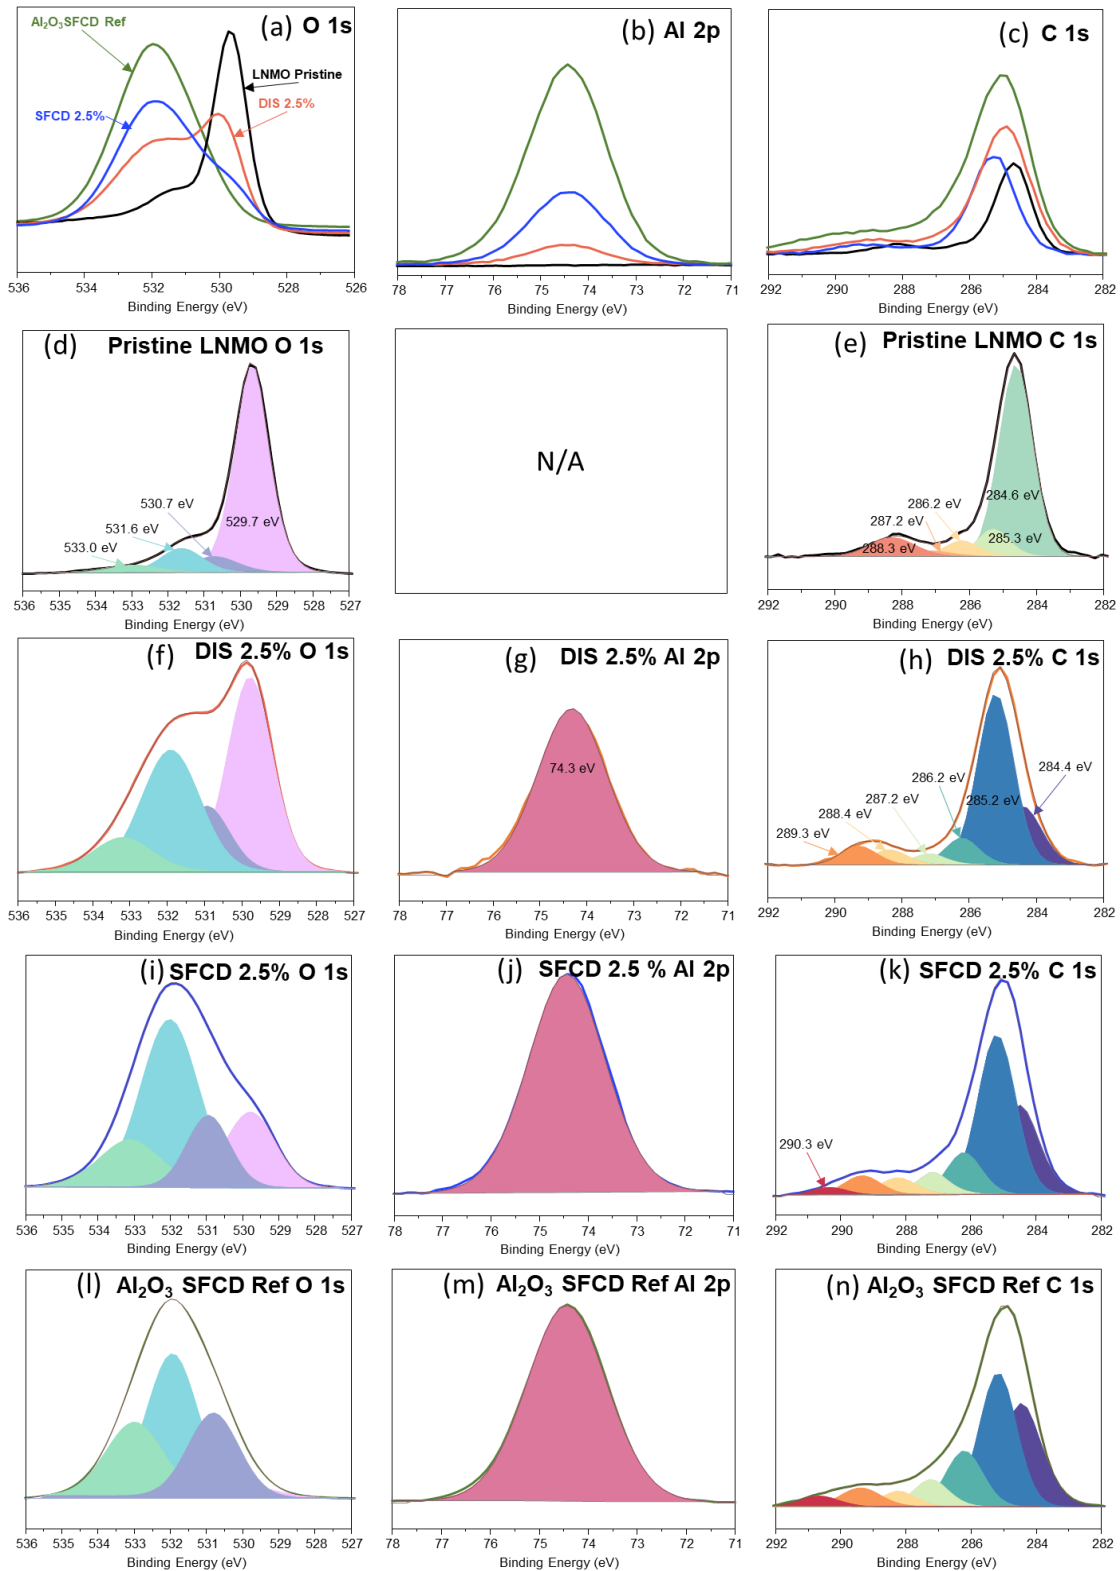 (a) O 1s
Al₂O₃SFCD Ref
LNMO Pristine
SFCD 2.5%
DIS 2.5%
536 534 532 530 528 526
Binding Energy (eV)
(b) Al 2p
78 77 76 75 74 73 72 71
Binding Energy (eV)
(c) C 1s
292 290 288 286 284 282
Binding Energy (eV)
(d) Pristine LNMO O 1s
530.7 eV
531.6 eV
529.7 eV
533.0 eV
536 535 534 533 532 531 530 529 528 527
Binding Energy (eV)
N/A
(e) Pristine LNMO C 1s
286.2 eV
284.6 eV
287.2 eV
285.3 eV
288.3 eV
292 290 288 286 284 282
Binding Energy (eV)
(f) DIS 2.5% O 1s
536 535 534 533 532 531 530 529 528 527
Binding Energy (eV)
(g) DIS 2.5% Al 2p
74.3 eV
78 77 76 75 74 73 72 71
Binding Energy (eV)
(h) DIS 2.5% C 1s
284.4 eV
286.2 eV
287.2 eV
285.2 eV
288.4 eV
289.3 eV
292 290 288 286 284 282
Binding Energy (eV)
(i) SFCD 2.5% O 1s
536 535 534 533 532 531 530 529 528 527
Binding Energy (eV)
(j) SFCD 2.5 % Al 2p
78 77 76 75 74 73 72 71
Binding Energy (eV)
(k) SFCD 2.5% C 1s
290.3 eV
292 290 288 286 284 282
Binding Energy (eV)
(l) Al₂O₃ SFCD Ref O 1s
536 535 534 533 532 531 530 529 528 527
Binding Energy (eV)
(m) Al₂O₃ SFCD Ref Al 2p
78 77 76 75 74 73 72 71
Binding Energy (eV)
(n) Al₂O₃ SFCD Ref C 1s
292 290 288 286 284 282
Binding Energy (eV)